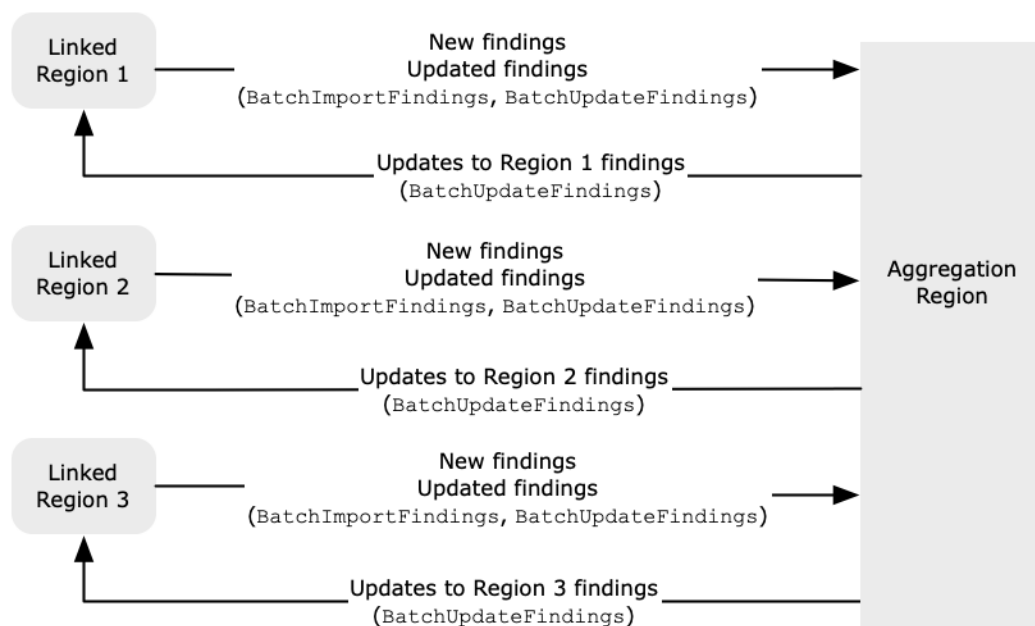 Linked
Region 1
New findings
Updated findings
(BatchImportFindings, BatchUpdateFindings)
Updates to Region 1 findings
(BatchUpdateFindings)
Linked
Region 2
New findings
Updated findings
(BatchImportFindings, BatchUpdateFindings)
Aggregation
Region
Updates to Region 2 findings
(BatchUpdateFindings)
Linked
Region 3
New findings
Updated findings
(BatchImportFindings, BatchUpdateFindings)
Updates to Region 3 findings
(BatchUpdateFindings)